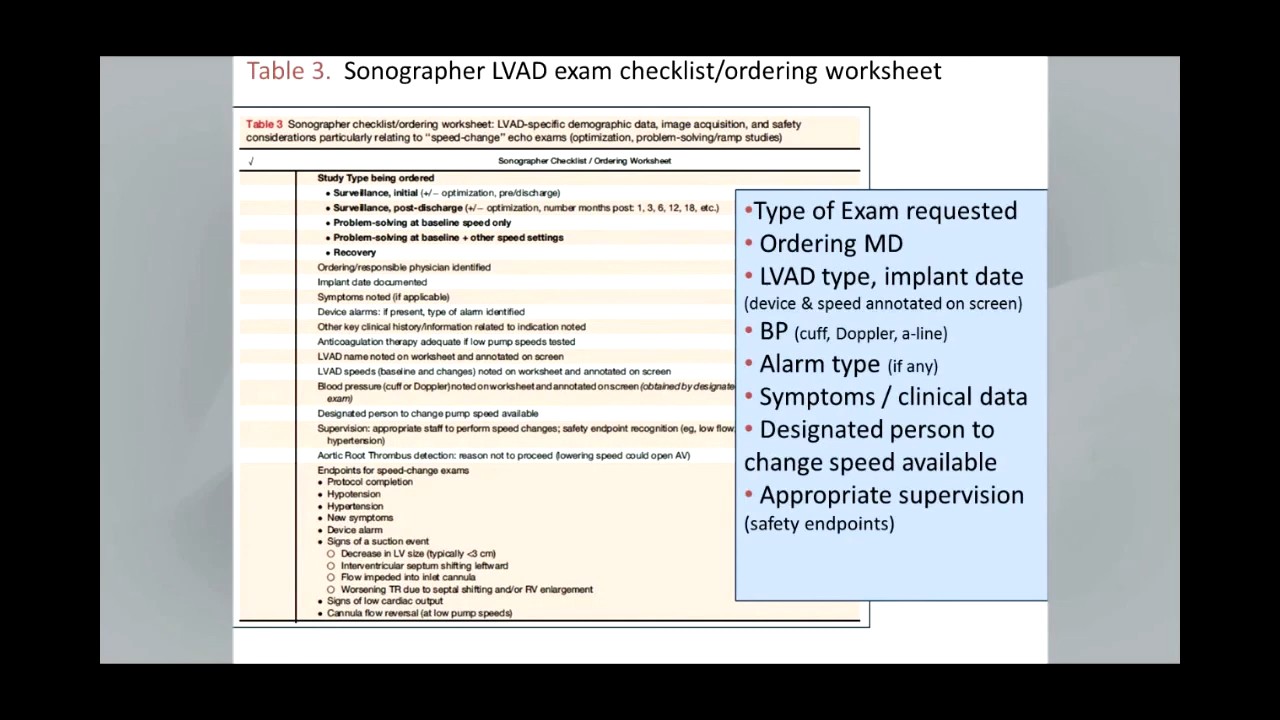 Table 3. Sonographer LVAD exam checklist/ordering worksheet
Table 3 Sonographer checklist/ordering worksheet: LVAD-specific demographic data, image acquisition, and safety
considerations particularly relating to “speed-change” echo exams (optimization, problem-solving/ramp studies)
√ Sonographer Checklist / Ordering Worksheet
Study Type being ordered
• Surveillance, initial (+/− optimization, pre/discharge)
• Surveillance, post-discharge (+/− optimization, number months post: 1, 3, 6, 12, 18, etc.)
• Problem-solving at baseline speed only
• Problem-solving at baseline + other speed settings
• Recovery
Ordering/responsible physician identified
Implant date documented
Symptoms noted (if applicable)
Device alarms: if present, type of alarm identified
Other key clinical history/information related to indication noted
Anticoagulation therapy adequate if low pump speeds tested
LVAD name noted on worksheet and annotated on screen
LVAD speeds (baseline and changes) noted on worksheet and annotated on screen
Blood pressure (cuff or Doppler) noted on worksheet and annotated on screen (obtained by designate
exam)
Designated person to change pump speed available
Supervision: appropriate staff to perform speed changes; safety endpoint recognition (eg, low flow,
hypertension)
Aortic Root Thrombus detection: reason not to proceed (lowering speed could open AV)
Endpoints for speed-change exams
• Protocol completion
• Hypotension
• Hypertension
• New symptoms
• Device alarm
• Signs of a suction event
○ Decrease in LV size (typically <3 cm)
○ Interventricular septum shifting leftward
○ Flow impeded into inlet cannula
○ Worsening TR due to septal shifting and/or RV enlargement
• Signs of low cardiac output
• Cannula flow reversal (at low pump speeds)
•Type of Exam requested
• Ordering MD
• LVAD type, implant date
(device & speed annotated on screen)
• BP (cuff, Doppler, a-line)
• Alarm type (if any)
• Symptoms / clinical data
• Designated person to
change speed available
• Appropriate supervision
(safety endpoints)